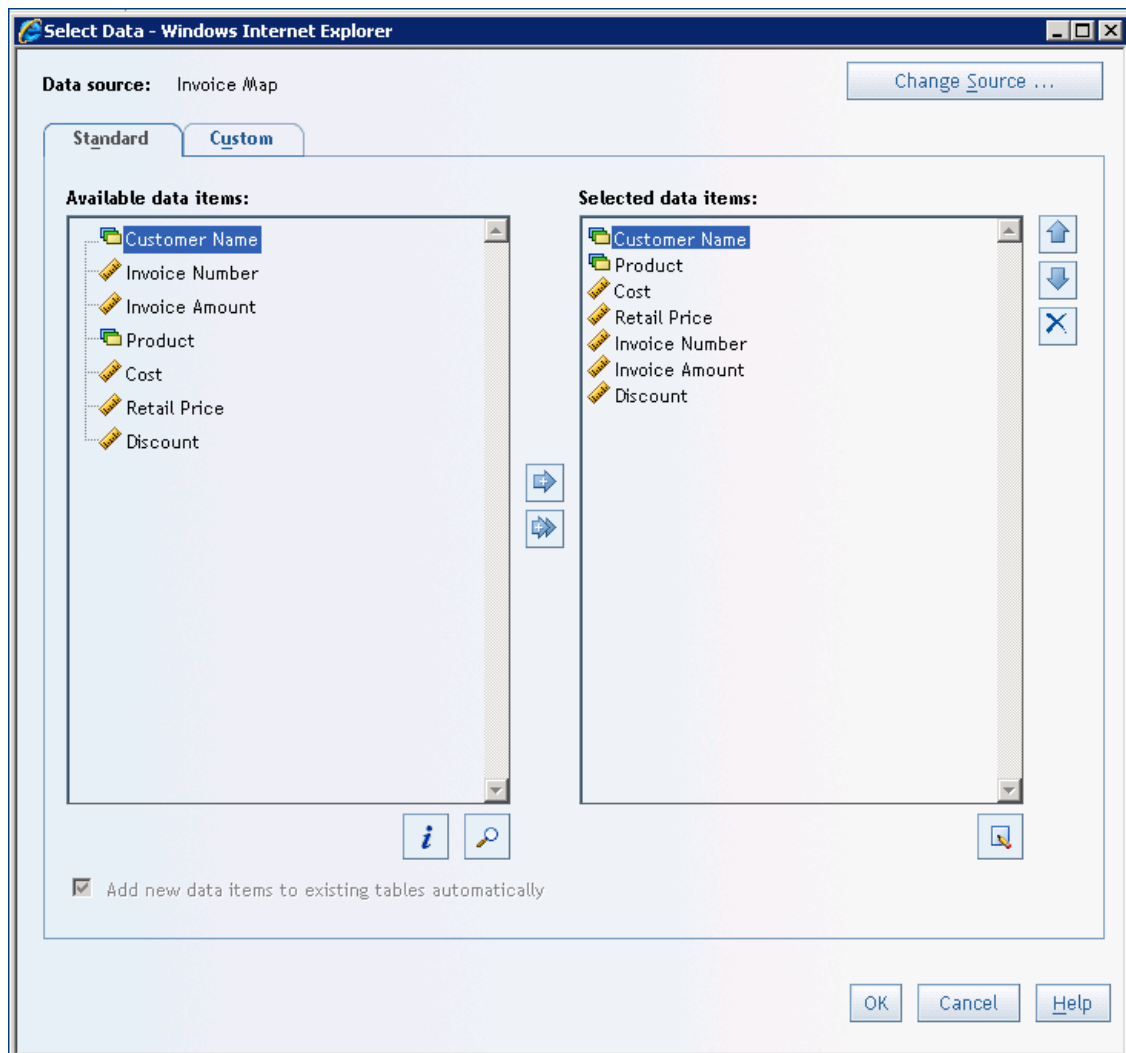 Select Data - Windows Internet Explorer
Data source: Invoice Map
Change Source ...
Standard
Custom
Available data items:
Customer Name
Invoice Number
Invoice Amount
Product
Cost
Retail Price
Discount
Selected data items:
Customer Name
Product
Cost
Retail Price
Invoice Number
Invoice Amount
Discount
i
Add new data items to existing tables automatically
OK
Cancel
Help